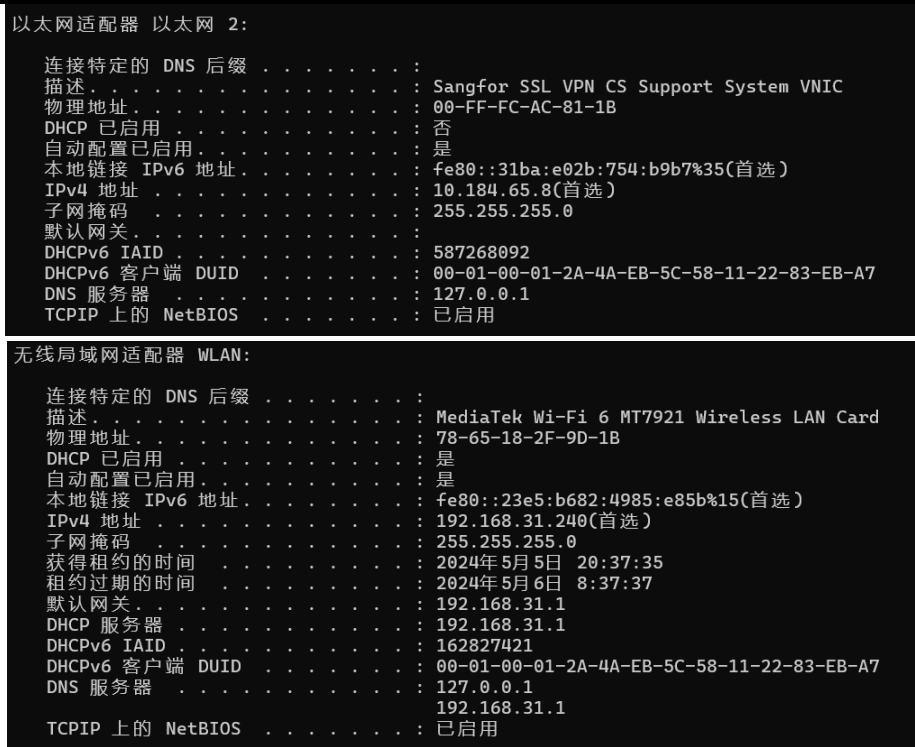 以太网适配器 以太网 2:
连接特定的 DNS 后缀 . . . . . . . :
描述. . . . . . . . . . . . . . . : Sangfor SSL VPN CS Support System VNIC
物理地址. . . . . . . . . . . . . : 00-FF-FC-AC-81-1B
DHCP 已启用 . . . . . . . . . . . : 否
自动配置已启用. . . . . . . . . . : 是
本地链接 IPv6 地址. . . . . . . . : fe80::31ba:e02b:754:b9b7%35(首选)
IPv4 地址 . . . . . . . . . . . . : 10.184.65.8(首选)
子网掩码  . . . . . . . . . . . . : 255.255.255.0
默认网关. . . . . . . . . . . . . :
DHCPv6 IAID . . . . . . . . . . . : 587268092
DHCPv6 客户端 DUID  . . . . . . . : 00-01-00-01-2A-4A-EB-5C-58-11-22-83-EB-A7
DNS 服务器  . . . . . . . . . . . : 127.0.0.1
TCPIP 上的 NetBIOS  . . . . . . . : 已启用
无线局域网适配器 WLAN:
连接特定的 DNS 后缀 . . . . . . . :
描述. . . . . . . . . . . . . . . : MediaTek Wi-Fi 6 MT7921 Wireless LAN Card
物理地址. . . . . . . . . . . . . : 78-65-18-2F-9D-1B
DHCP 已启用 . . . . . . . . . . . : 是
自动配置已启用. . . . . . . . . . : 是
本地链接 IPv6 地址. . . . . . . . : fe80::23e5:b682:4985:e85b%15(首选)
IPv4 地址 . . . . . . . . . . . . : 192.168.31.240(首选)
子网掩码  . . . . . . . . . . . . : 255.255.255.0
获得租约的时间  . . . . . . . . . : 2024年5月5日 20:37:35
租约过期的时间  . . . . . . . . . : 2024年5月6日 8:37:37
默认网关. . . . . . . . . . . . . : 192.168.31.1
DHCP 服务器 . . . . . . . . . . . : 192.168.31.1
DHCPv6 IAID . . . . . . . . . . . : 162827421
DHCPv6 客户端 DUID  . . . . . . . : 00-01-00-01-2A-4A-EB-5C-58-11-22-83-EB-A7
DNS 服务器  . . . . . . . . . . . : 127.0.0.1
192.168.31.1
TCPIP 上的 NetBIOS  . . . . . . . : 已启用